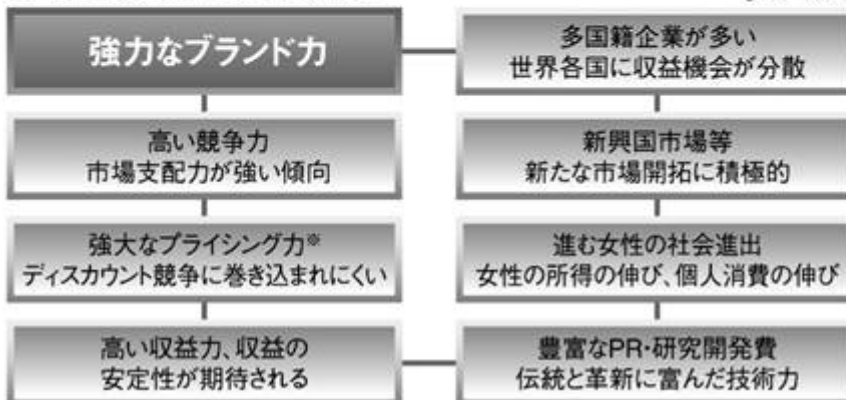 強力なブランド力
多国籍企業が多い
世界各国に収益機会が分散
高い競争力
市場支配力が強い傾向
新興国市場等
新たな市場開拓に積極的
強大なプライシング力※
ディスカウント競争に巻き込まれにくい
進む女性の社会進出
女性の所得の伸び、個人消費の伸び
高い収益力、収益の
安定性が期待される
豊富なPR・研究開発費
伝統と革新に富んだ技術力